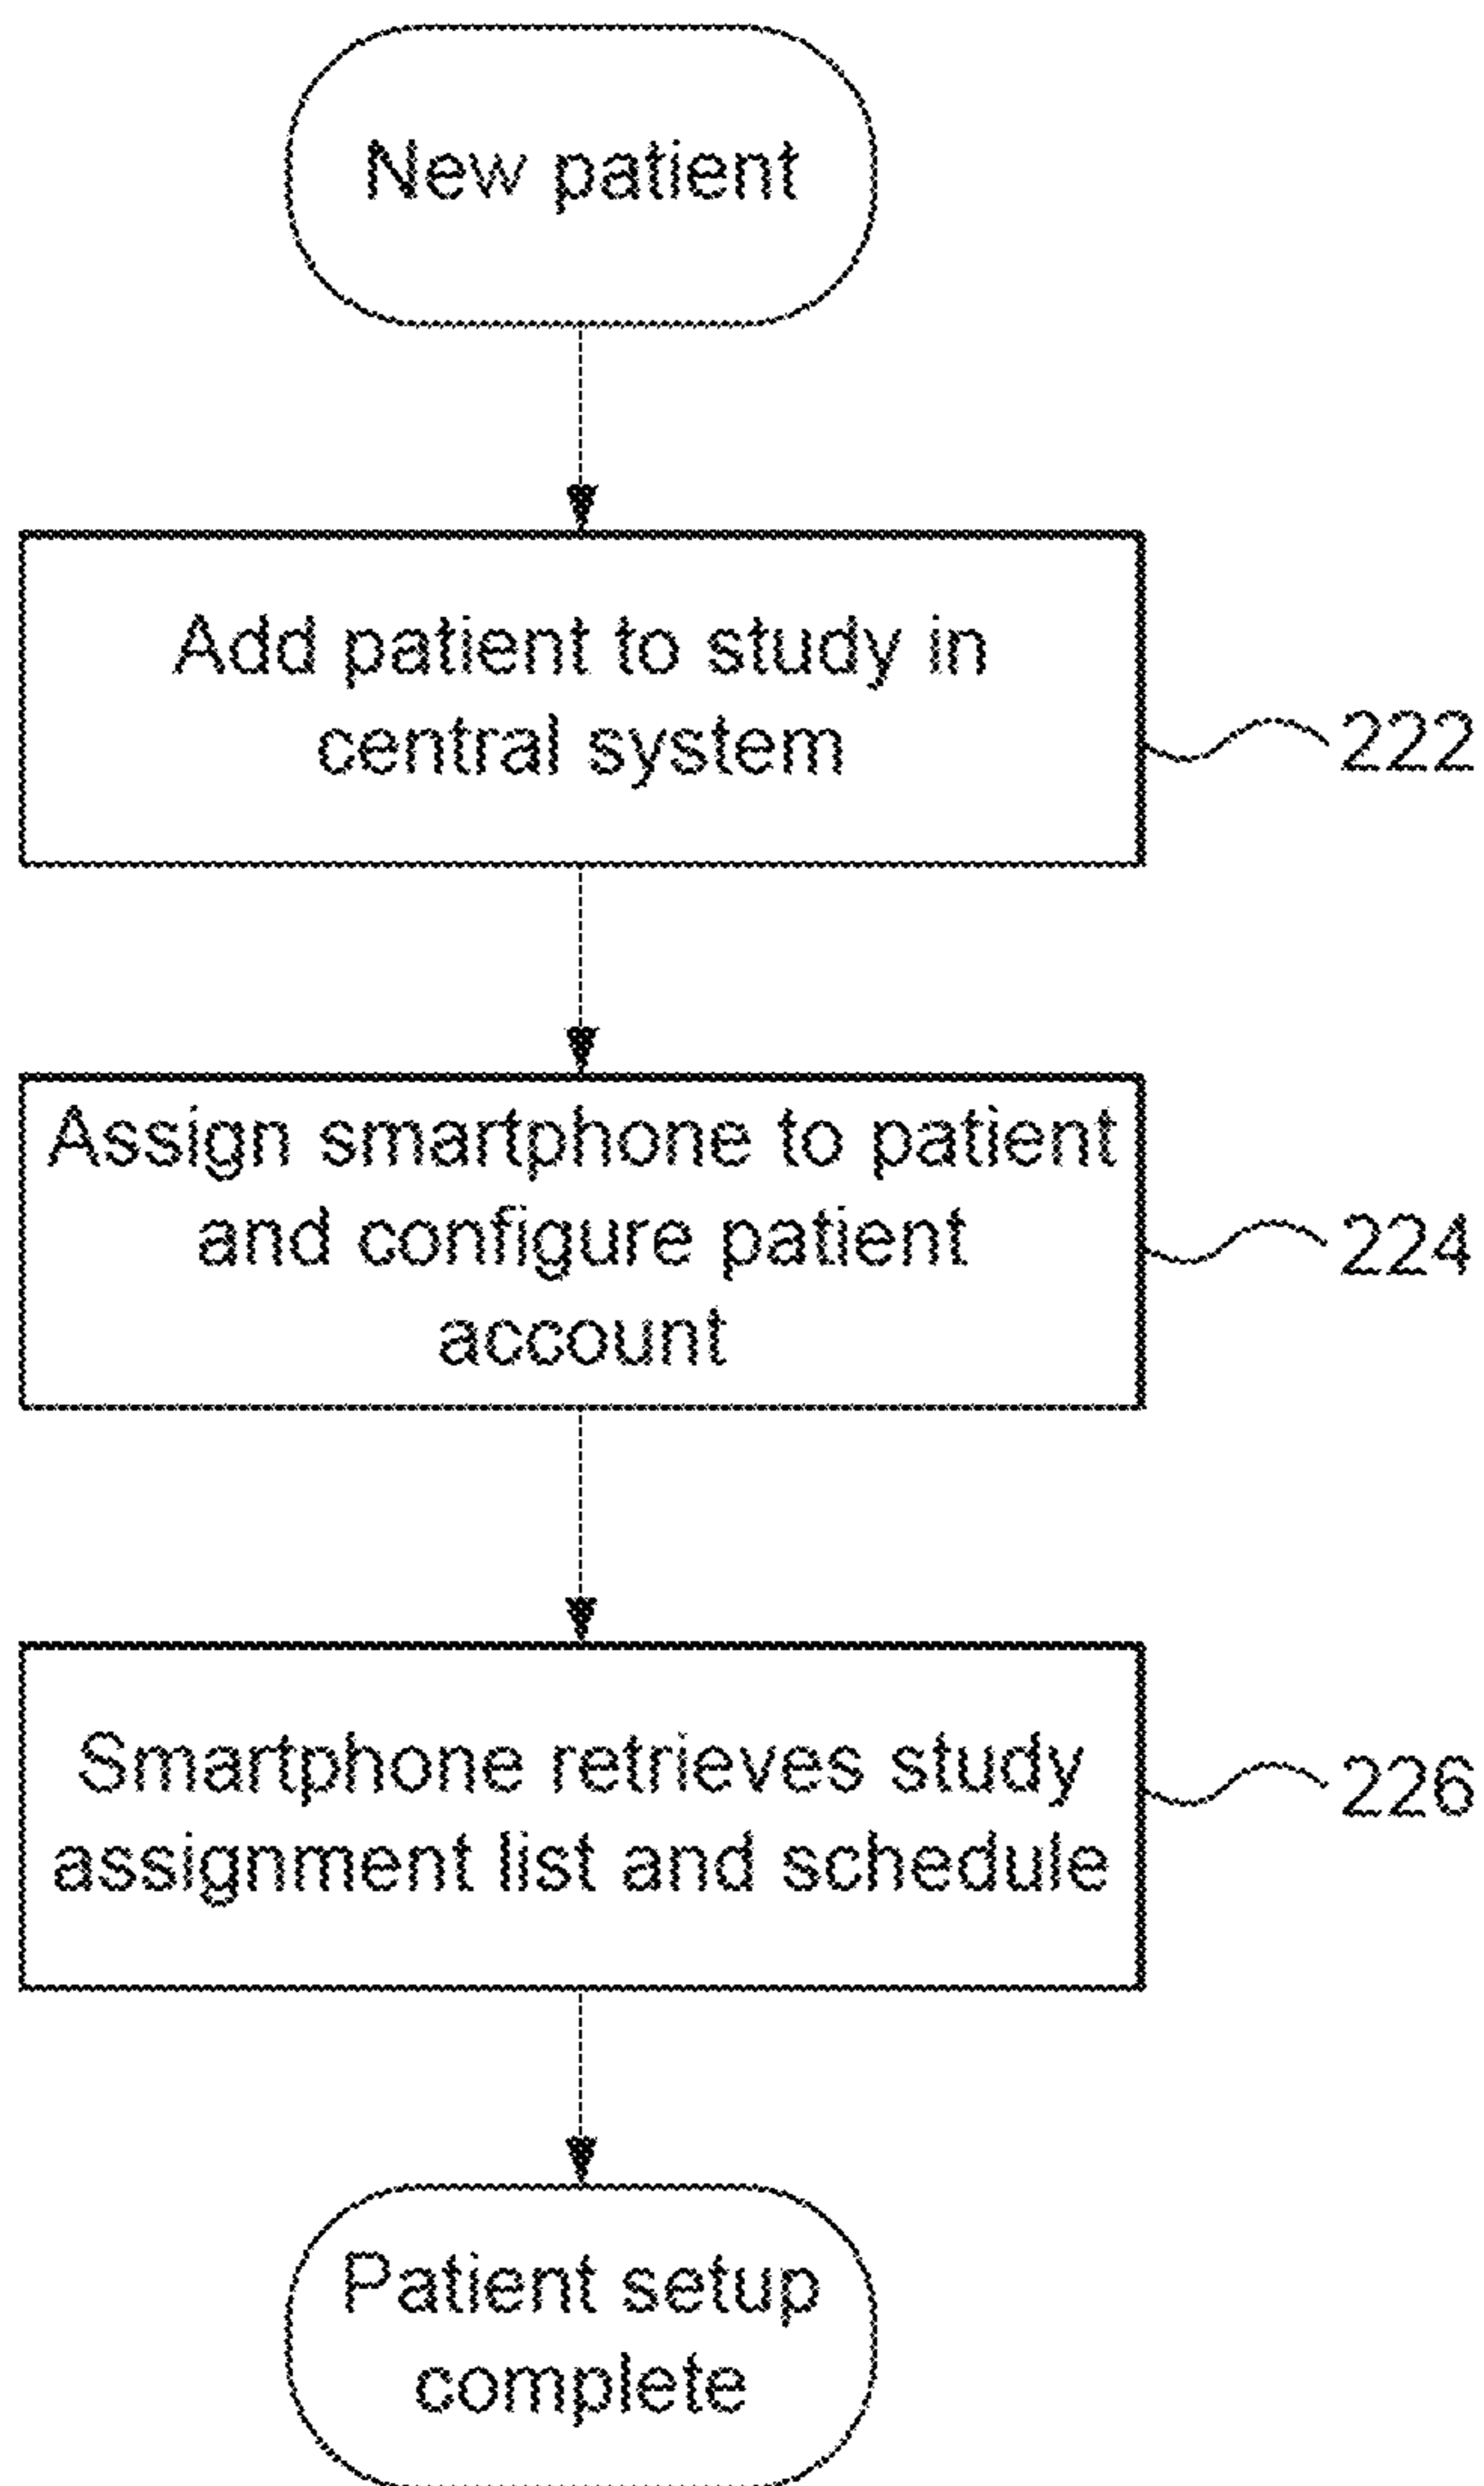 New patient
Add patient to study in
central system
222
Assign smartphone to patient
and configure patient
account
224
Smartphone retrieves study
assignment list and schedule
226
Patient setup
complete